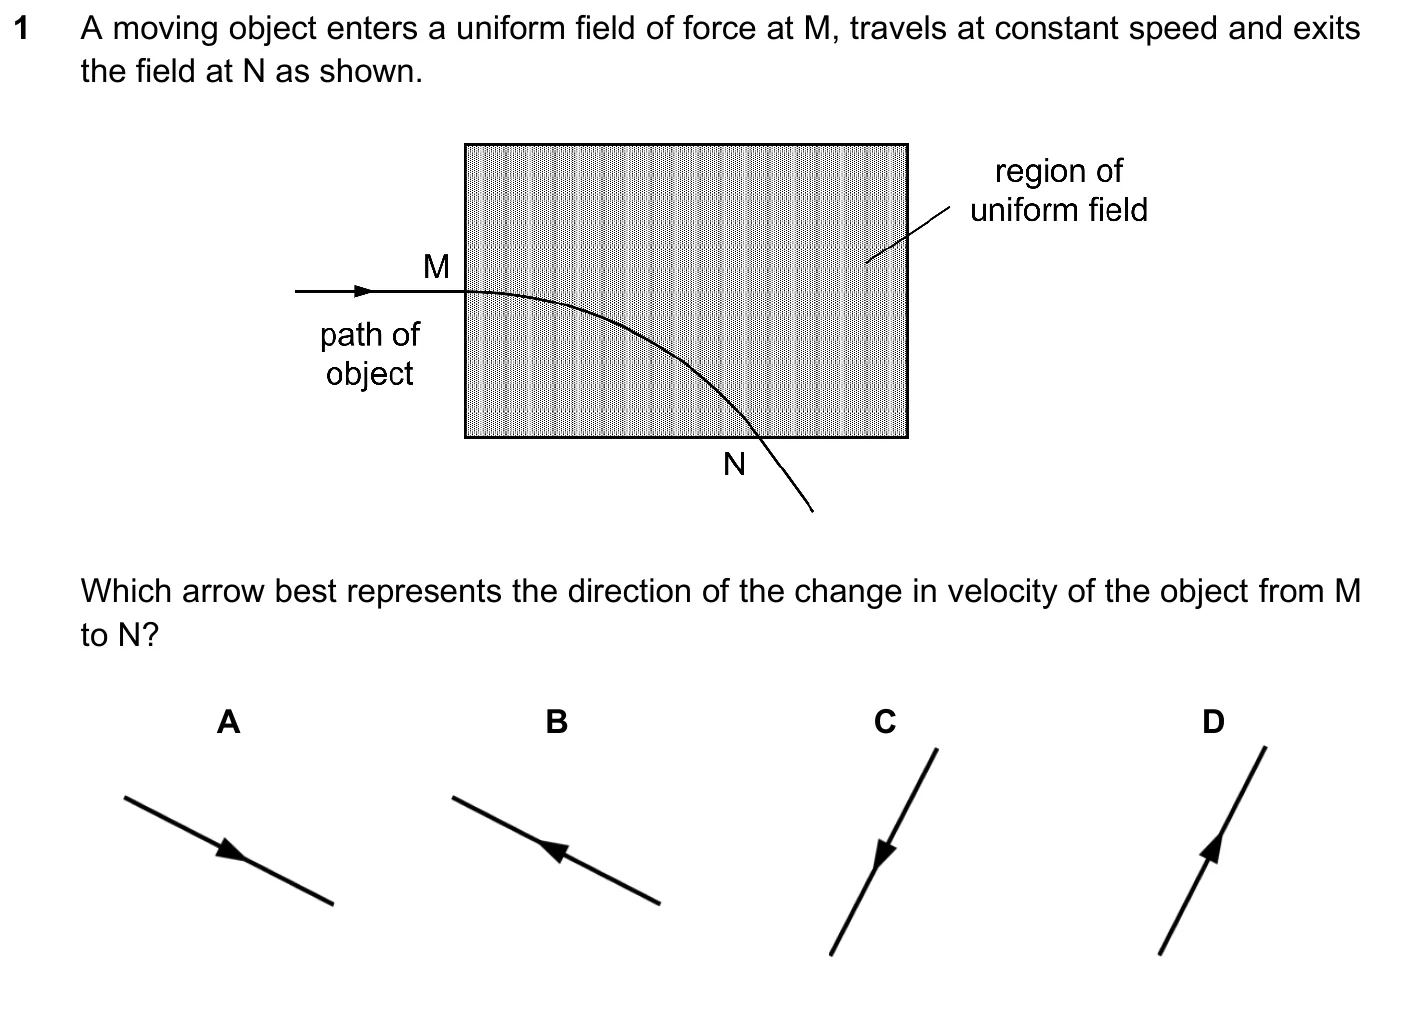 1 A moving object enters a uniform field of force at M, travels at constant speed and exits
the field at N as shown.
region of
uniform field
M
path of
object
N
Which arrow best represents the direction of the change in velocity of the object from M
to N?
A B C D